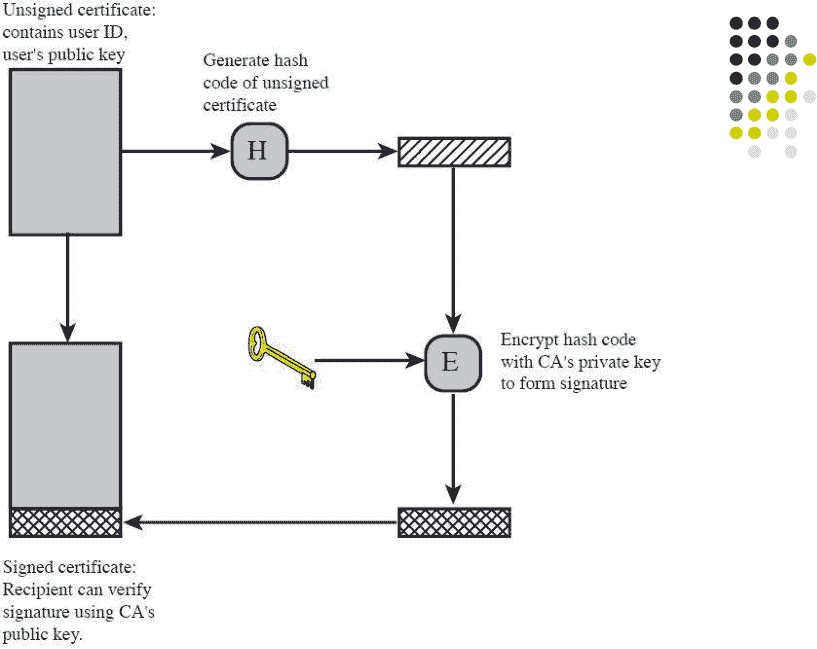 Unsigned certificate:
contains user ID,
user's public key
Generate hash
code of unsigned
certificate
H
E
Encrypt hash code
with CA's private key
to form signature
Signed certificate:
Recipient can verify
signature using CA's
public key.